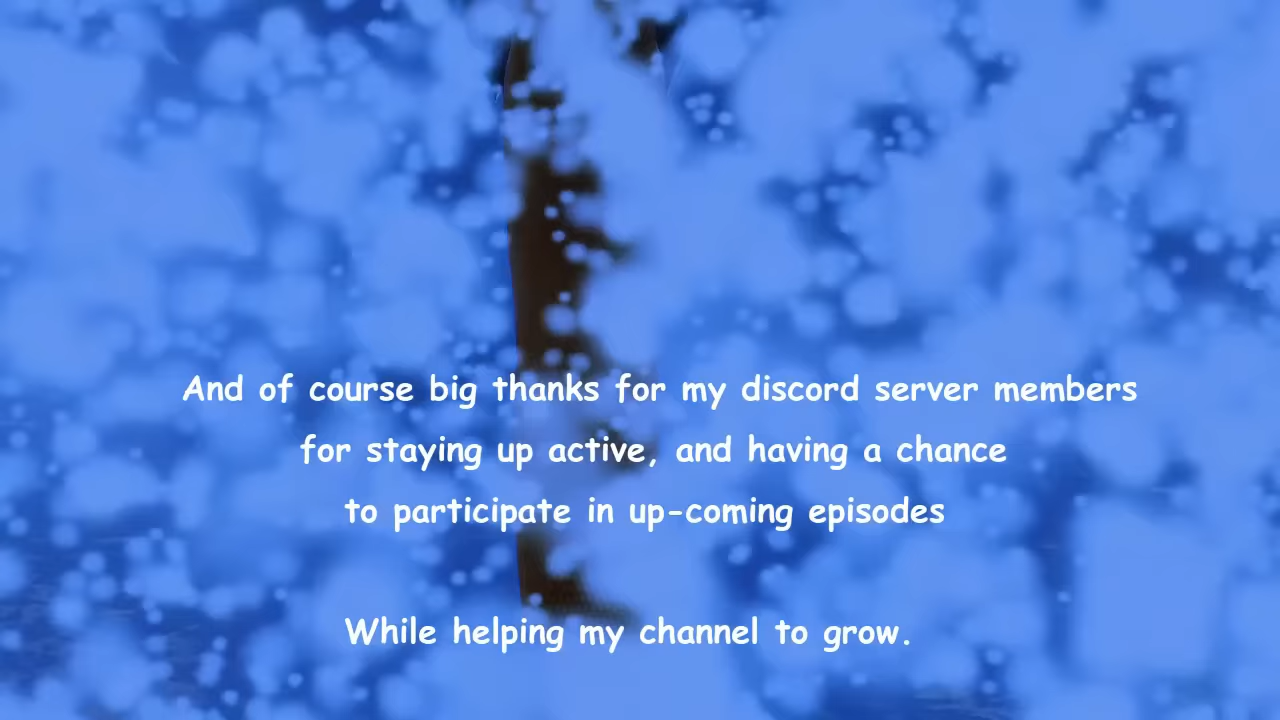 And of course big thanks for my discord server members
for staying up active, and having a chance
to participate in up-coming episodes
While helping my channel to grow.